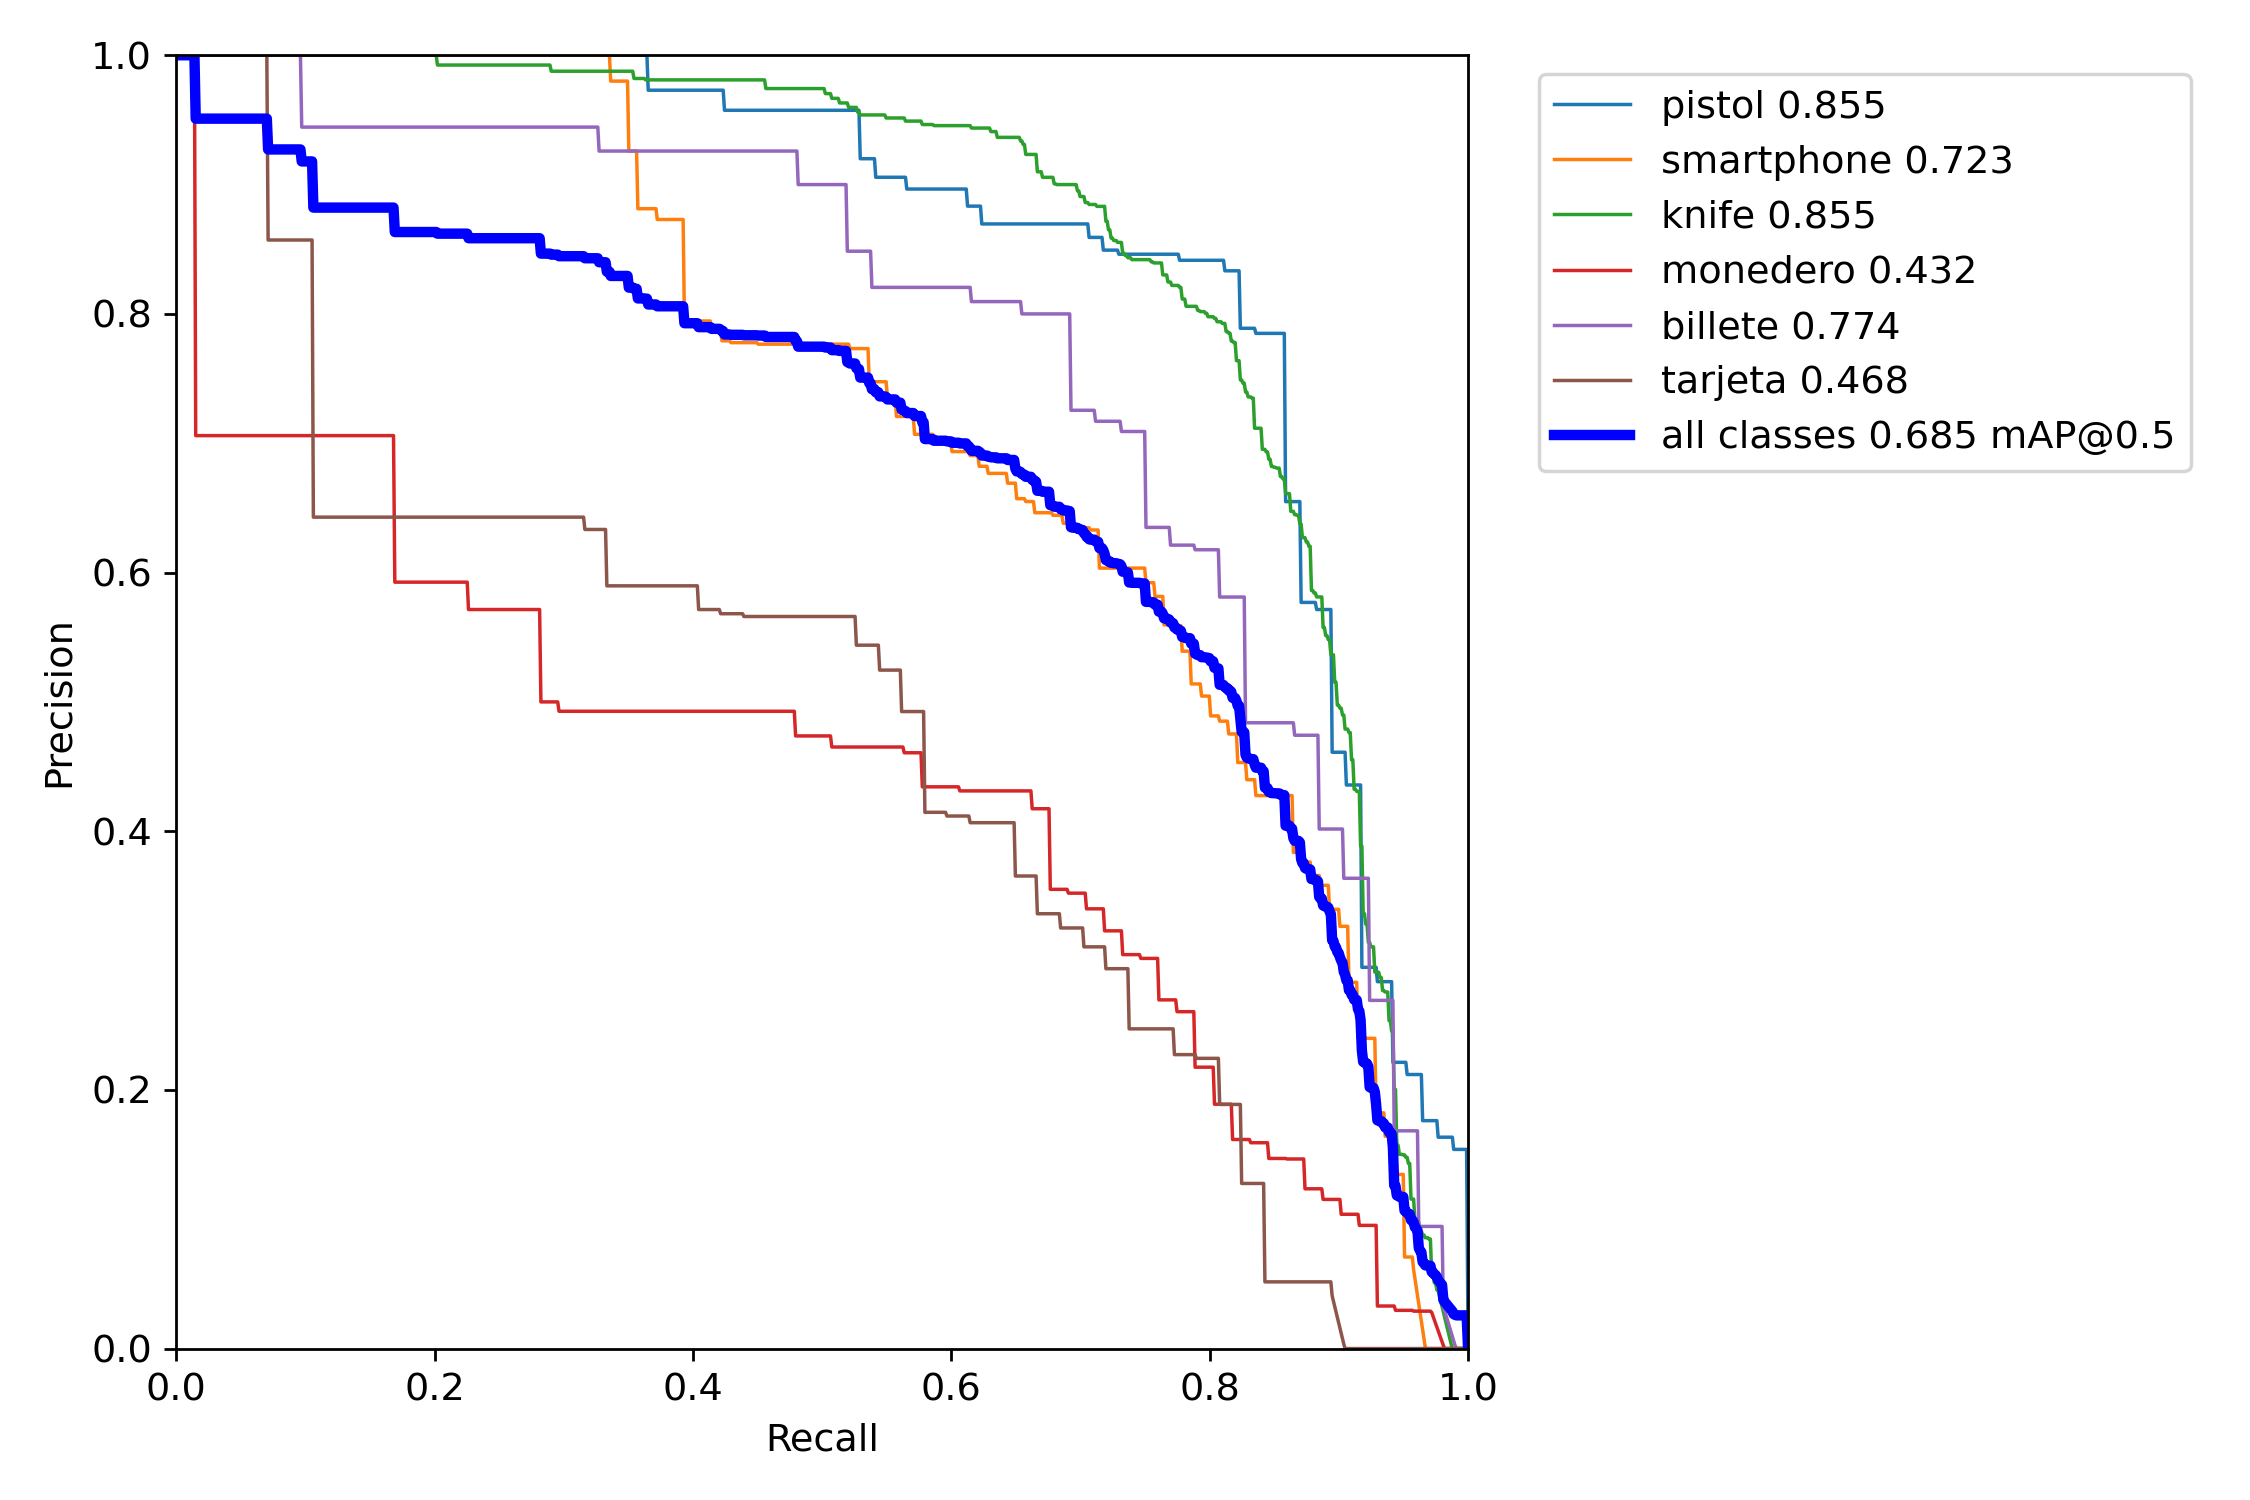 1.0
0.8
0.6
0.4
0.2
0.0
Precision
0.0 0.2 0.4 0.6 0.8 1.0
Recall
pistol 0.855
smartphone 0.723
knife 0.855
monedero 0.432
billete 0.774
tarjeta 0.468
all classes 0.685 mAP@0.5